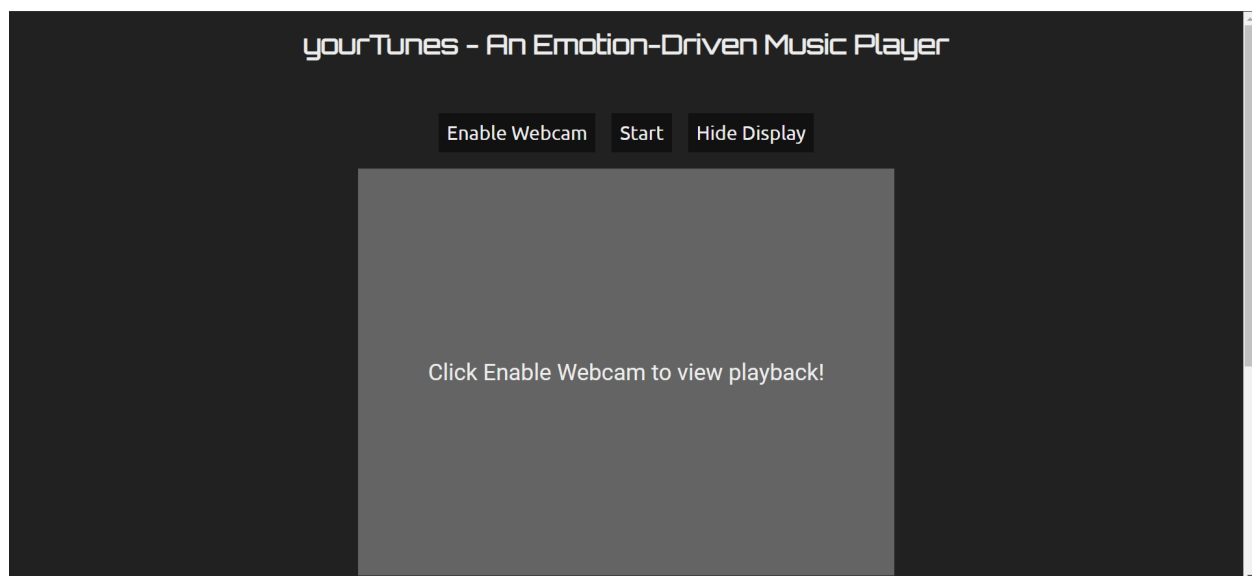 yourTunes - An Emotion-Driven Music Player
Enable Webcam Start Hide Display
Click Enable Webcam to view playback!